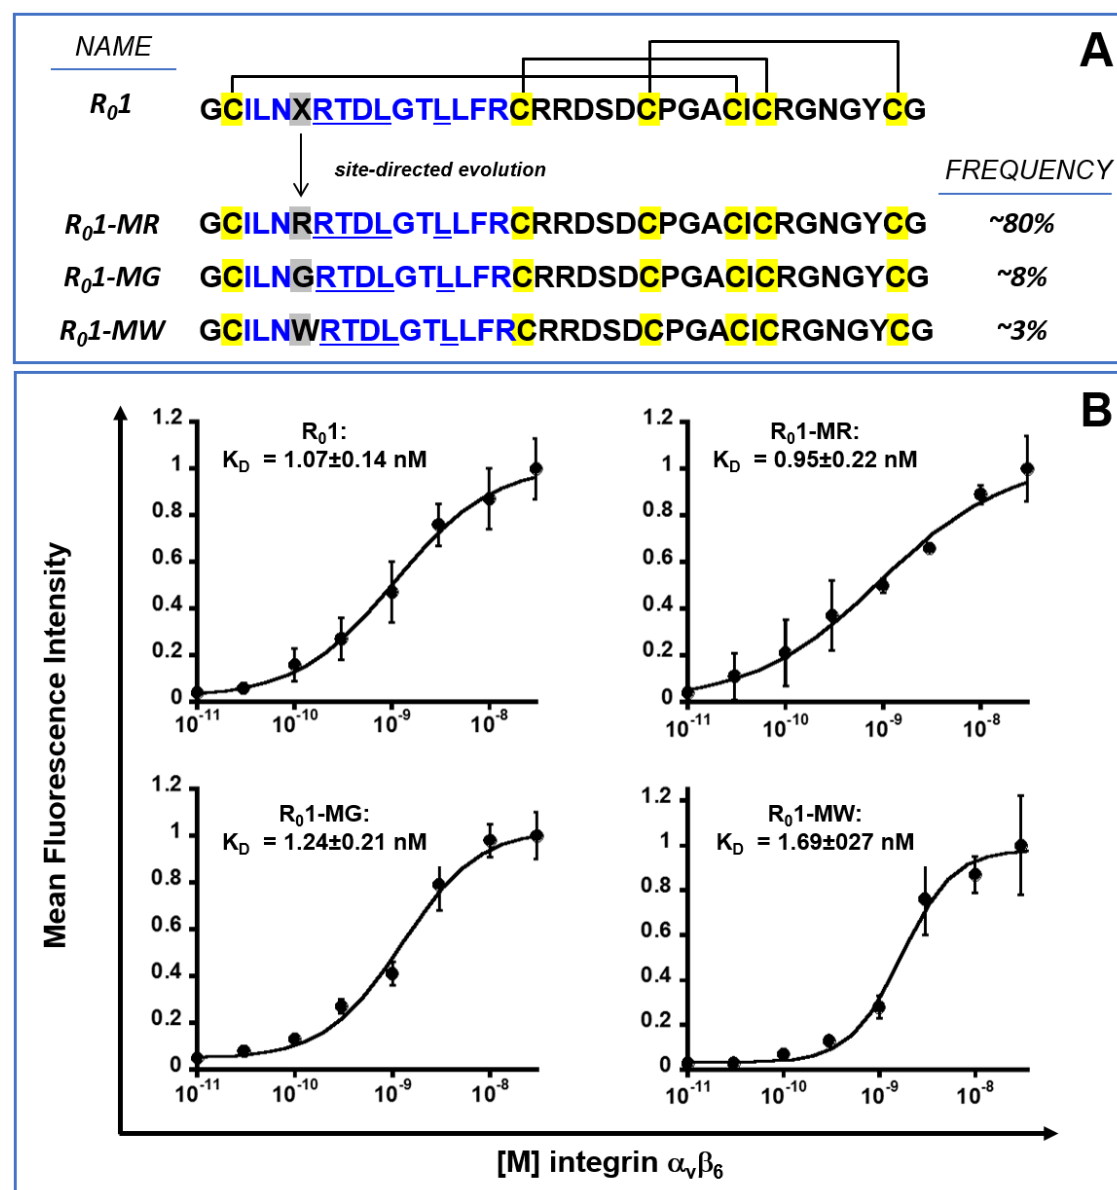 NAME
A
R₀1 GCILNXRTDLGTLLFRCRRDSDCPGACICRGNGYCG
site-directed evolution
FREQUENCY
R₀1-MR GCILNRRTDLGTLLFRCRRDSDCPGACICRGNGYCG ~80%
R₀1-MG GCILNGRTDLGTLLFRCRRDSDCPGACICRGNGYCG ~8%
R₀1-MW GCILNWRTDLGTLLFRCRRDSDCPGACICRGNGYCG ~3%
B
Mean Fluorescence Intensity
R₀1:
K_D = 1.07±0.14 nM
1.2
1
0.8
0.6
0.4
0.2
0
10⁻¹¹ 10⁻¹⁰ 10⁻⁹ 10⁻⁸
R₀1-MR:
K_D = 0.95±0.22 nM
1.2
1
0.8
0.6
0.4
0.2
0
10⁻¹¹ 10⁻¹⁰ 10⁻⁹ 10⁻⁸
R₀1-MG:
K_D = 1.24±0.21 nM
1.2
1
0.8
0.6
0.4
0.2
0
10⁻¹¹ 10⁻¹⁰ 10⁻⁹ 10⁻⁸
R₀1-MW:
K_D = 1.69±027 nM
1.2
1
0.8
0.6
0.4
0.2
0
10⁻¹¹ 10⁻¹⁰ 10⁻⁹ 10⁻⁸
[M] integrin αᵥβ₆